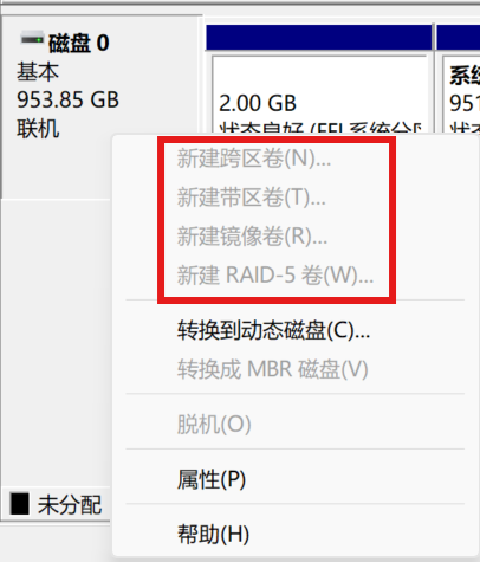 磁盘 0
基本
953.85 GB
联机
2.00 GB
状态良好 (EFI 系统分区
系统
951
状态
新建跨区卷(N)...
新建带区卷(T)...
新建镜像卷(R)...
新建 RAID-5 卷(W)...
转换到动态磁盘(C)...
转换成 MBR 磁盘(V)
脱机(O)
属性(P)
帮助(H)
未分配